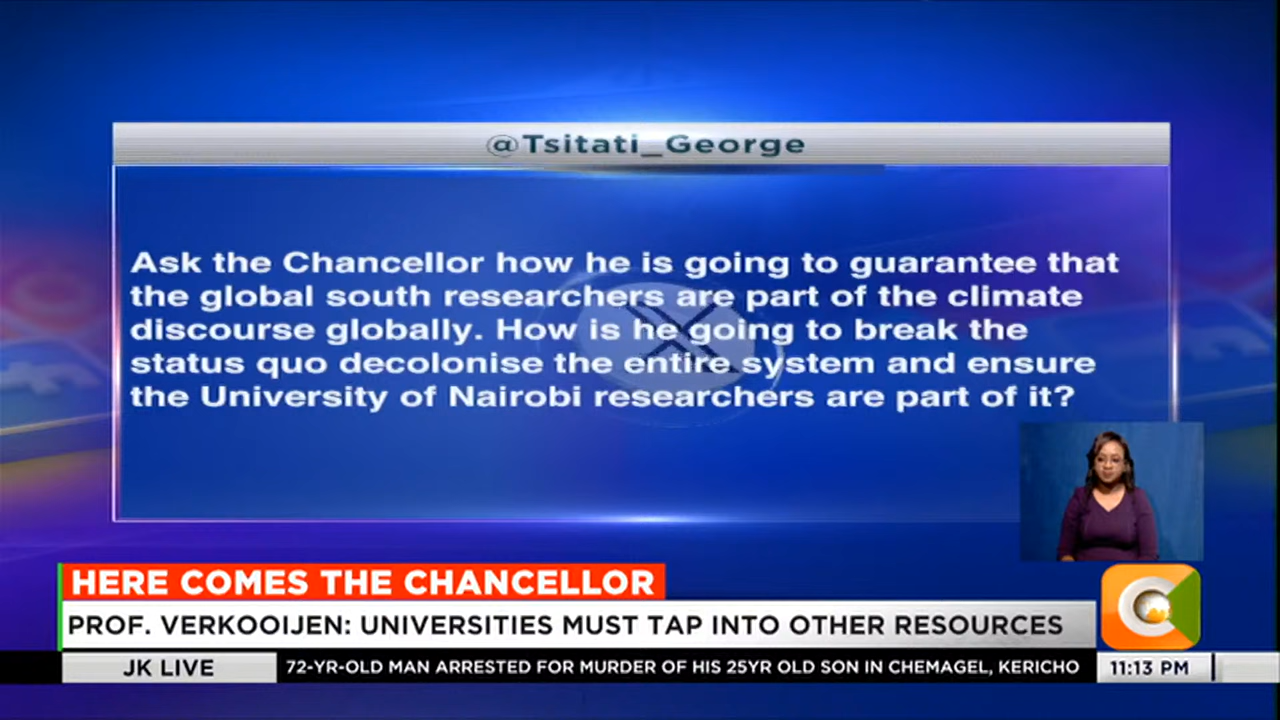 @Tsitati_George
Ask the Chancellor how he is going to guarantee that
the global south researchers are part of the climate
discourse globally. How is he going to break the
status quo decolonise the entire system and ensure
the University of Nairobi researchers are part of it?
HERE COMES THE CHANCELLOR
PROF. VERKOOIJEN: UNIVERSITIES MUST TAP INTO OTHER RESOURCES
JK LIVE
72-YR-OLD MAN ARRESTED FOR MURDER OF HIS 25YR OLD SON IN CHEMAGEL, KERICHO
11:13 PM